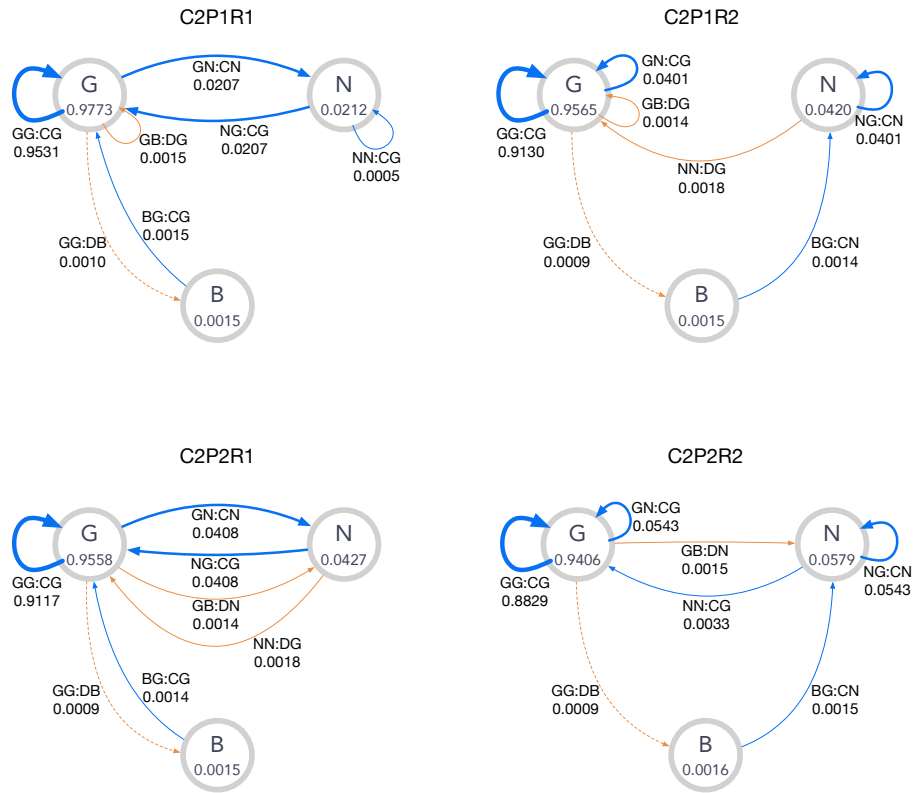 C2P1R1
G
0.9773
N
0.0212
B
0.0015
GG:CG
0.9531
GN:CN
0.0207
NG:CG
0.0207
GB:DG
0.0015
NN:CG
0.0005
BG:CG
0.0015
GG:DB
0.0010
C2P1R2
G
0.9565
N
0.0420
B
0.0015
GG:CG
0.9130
GN:CG
0.0401
GB:DG
0.0014
NG:CN
0.0401
NN:DG
0.0018
GG:DB
0.0009
BG:CN
0.0014
C2P2R1
G
0.9558
N
0.0427
B
0.0015
GG:CG
0.9117
GN:CN
0.0408
NG:CG
0.0408
GB:DN
0.0014
NN:DG
0.0018
BG:CG
0.0014
GG:DB
0.0009
C2P2R2
G
0.9406
N
0.0579
B
0.0016
GG:CG
0.8829
GN:CG
0.0543
GB:DN
0.0015
NG:CN
0.0543
NN:CG
0.0033
GG:DB
0.0009
BG:CN
0.0015